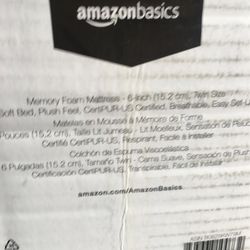 amazonbasics
Memory Foam Mattress - 6-inch (15,2 cm), Twin Size
Soft Bed, Plush Feel, CertiPUR-US Certified, Breathable, Easy Set
Matelas en Mousse à Mémoire de Forme
Pouces (15,2 cm), Taille Lit Jumeau - Lit Moelleux, Sensation de
Certifié CertiPUR-US, Respirant, Facile à Installer
Colchón de Espuma Viscoelástica
6 Pulgadas (15,2 cm), Tamaño Twin - Cama Suave, Sensación de
Certificación CertiPUR-US, Transpirable, Fácil de Instalar
amazon.com/AmazonBasics